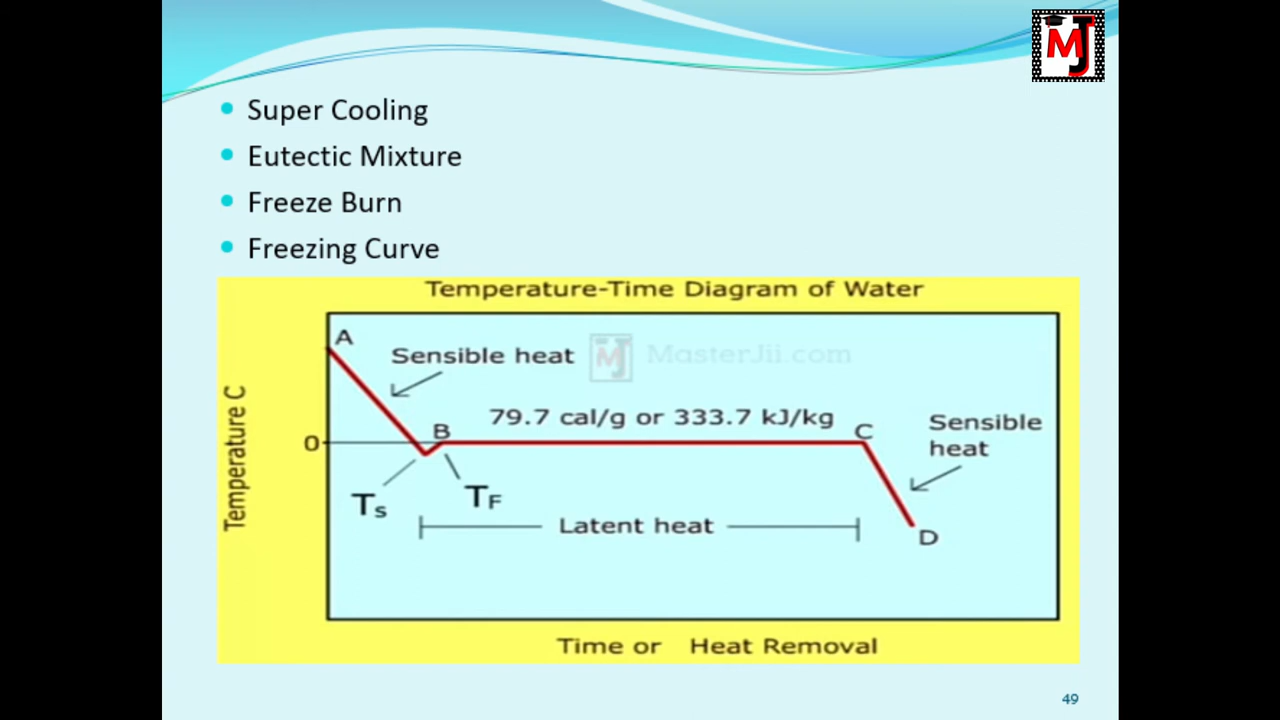 MJ
Super Cooling
Eutectic Mixture
Freeze Burn
Freezing Curve
Temperature-Time Diagram of Water
A
Sensible heat
MJ MasterJii.com
79.7 cal/g or 333.7 kJ/kg
Sensible
heat
Temperature C
0
B
C
Ts
TF
Latent heat
D
Time or Heat Removal
49